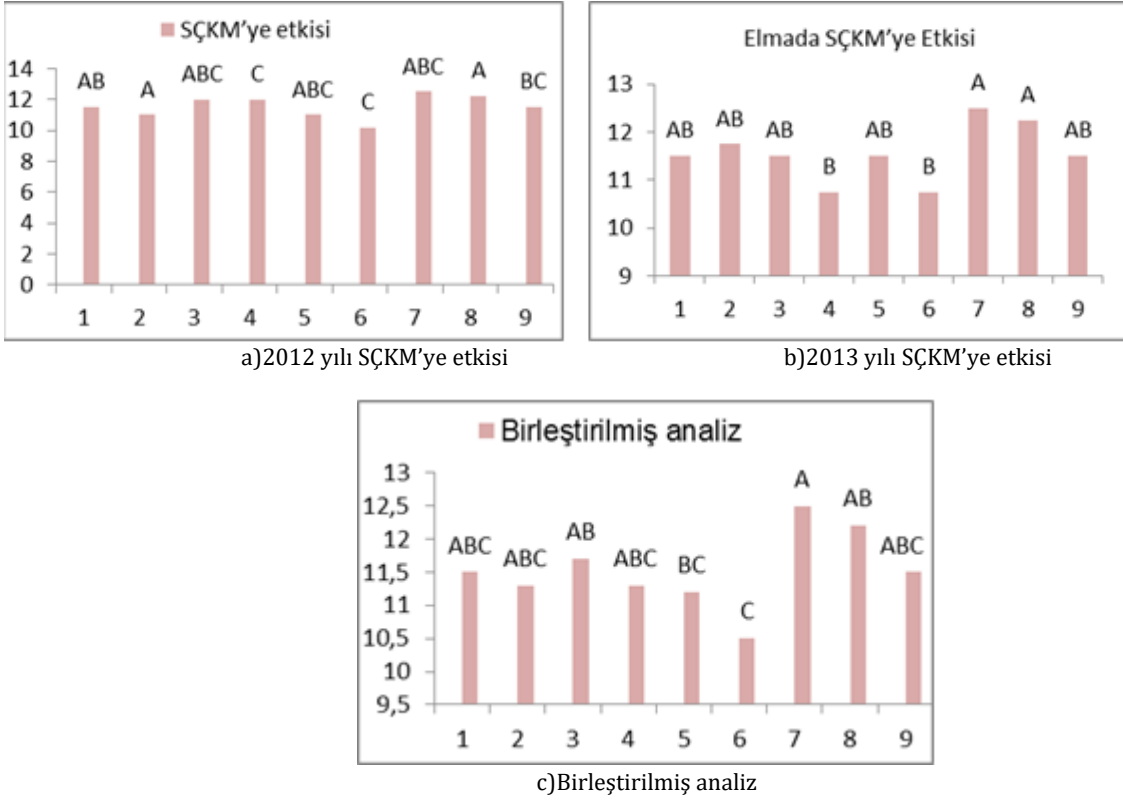 SÇKM’ye etkisi
14
12
10
8
6
4
2
0
AB A ABC C ABC C ABC A BC
1 2 3 4 5 6 7 8 9
a)2012 yılı SÇKM’ye etkisi
Elmada SÇKM’ye Etkisi
13
12
11
10
9
AB AB AB B AB B A A AB
1 2 3 4 5 6 7 8 9
b)2013 yılı SÇKM’ye etkisi
Birleştirilmiş analiz
13
12,5
12
11,5
11
10,5
10
9,5
ABC ABC AB ABC BC C A AB ABC
1 2 3 4 5 6 7 8 9
c)Birleştirilmiş analiz